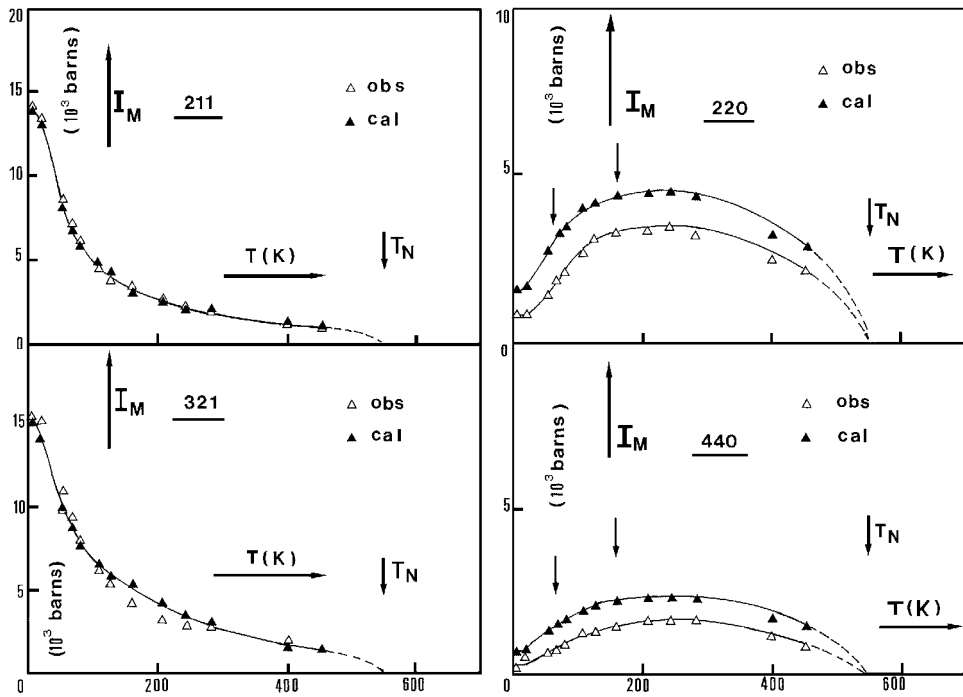 20
15
10
5
0
(10³ barns)
I_M
211
△ obs
▲ cal
T(K)
T_N
10
5
0
(10³ barns)
I_M
220
△ obs
▲ cal
T_N
T(K)
15
10
5
0
(10³ barns)
I_M
321
△ obs
▲ cal
T(K)
T_N
200
400
600
5
0
(10³ barns)
I_M
440
△ obs
▲ cal
T_N
T(K)
200
400
600